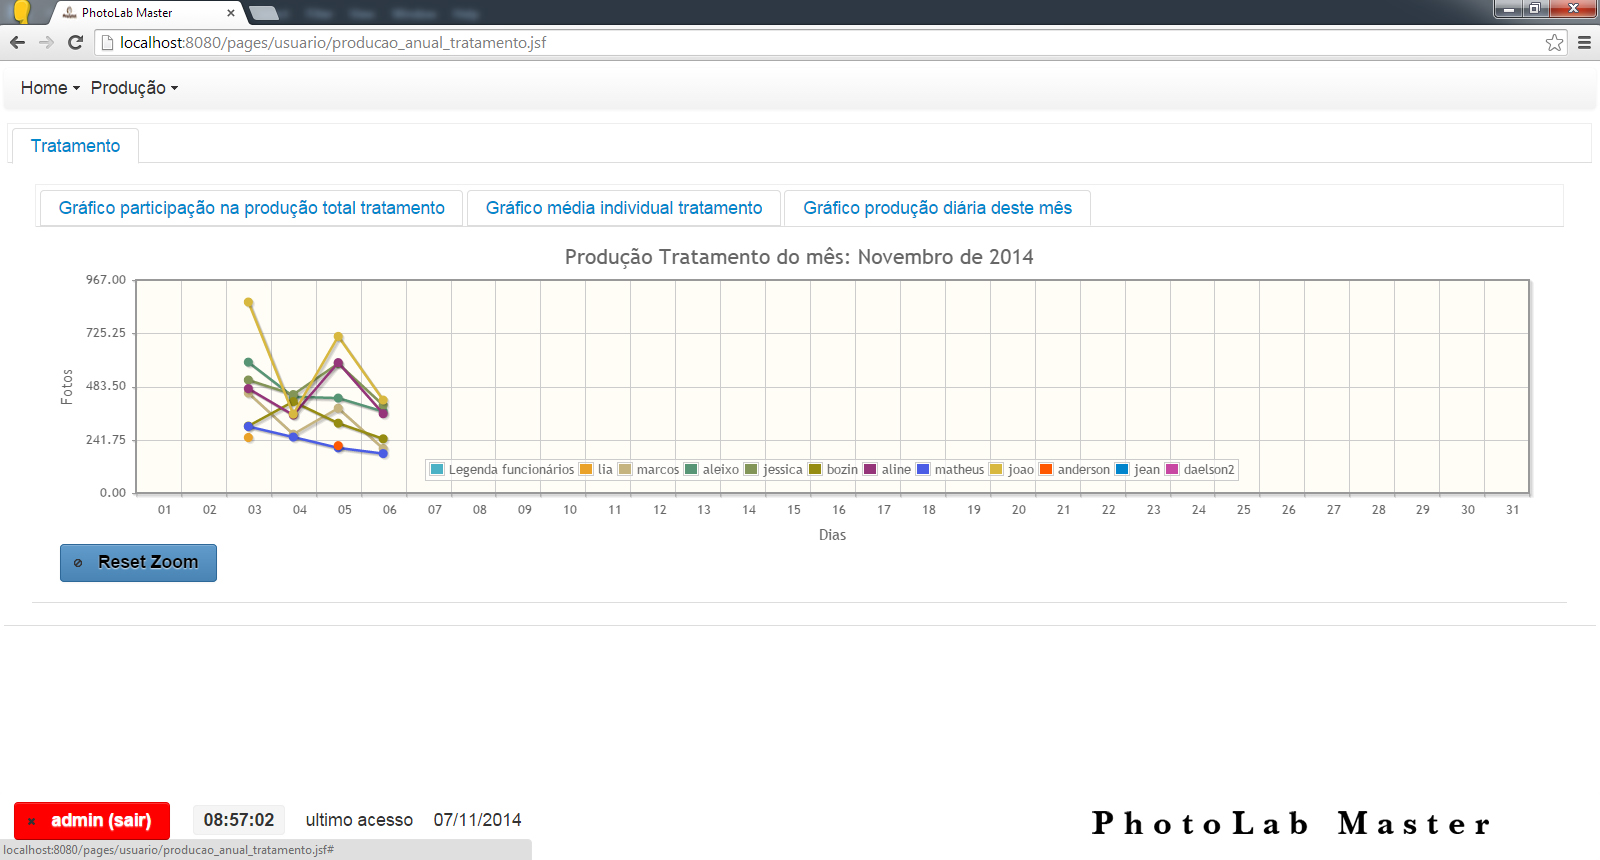 PhotoLab Master
localhost:8080/pages/usuario/producao_anual_tratamento.jsf
Home Produção
Tratamento
Gráfico participação na produção total tratamento Gráfico média individual tratamento Gráfico produção diária deste mês
Produção Tratamento do mês: Novembro de 2014
967.00
725.25
483.50
241.75
0.00
Fotos
Legenda funcionários lia marcos aleixo jessica bozin aline matheus joao anderson jean daelson2
01 02 03 04 05 06 07 08 09 10 11 12 13 14 15 16 17 18 19 20 21 22 23 24 25 26 27 28 29 30 31
Dias
Reset Zoom
admin (sair) 08:57:02 ultimo acesso 07/11/2014
PhotoLab Master
localhost:8080/pages/usuario/producao_anual_tratamento.jsf#